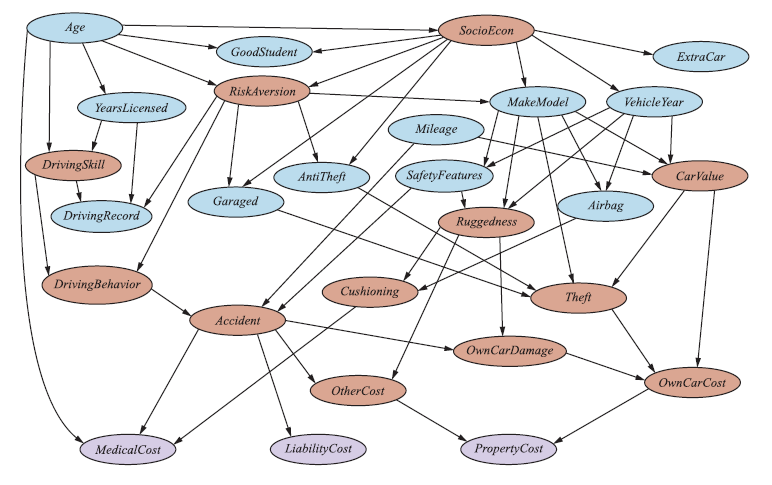 Age
SocioEcon
GoodStudent
ExtraCar
RiskAversion
YearsLicensed
MakeModel
VehicleYear
Mileage
DrivingSkill
AntiTheft
SafetyFeatures
CarValue
DrivingRecord
Garaged
Ruggedness
Airbag
DrivingBehavior
Cushioning
Theft
Accident
OwnCarDamage
OtherCost
OwnCarCost
MedicalCost
LiabilityCost
PropertyCost